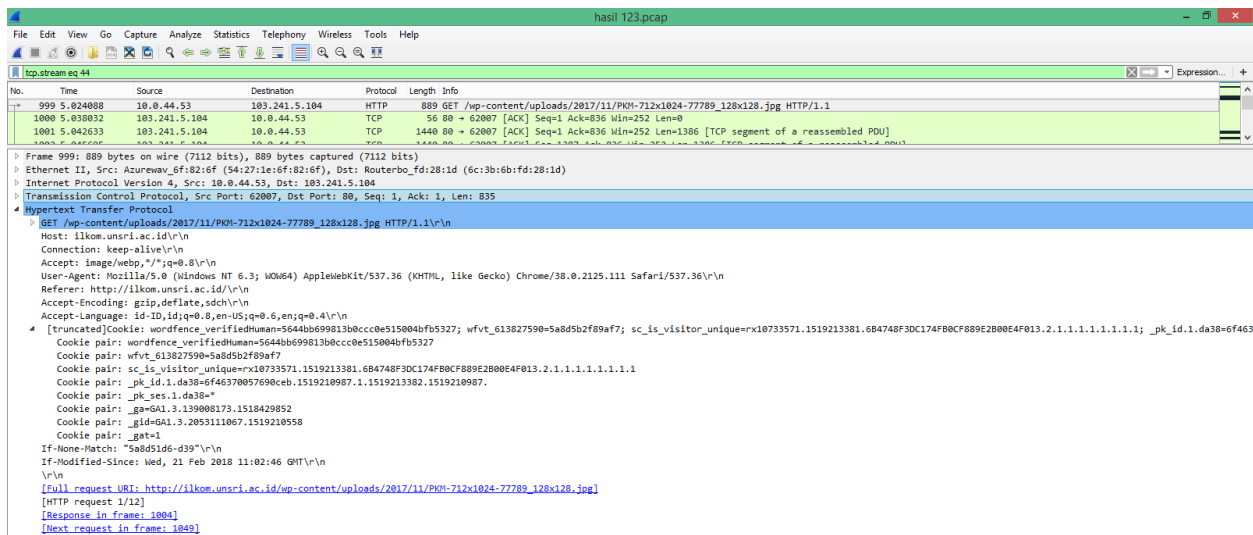 hasil 123.pcap
File Edit View Go Capture Analyze Statistics Telephony Wireless Tools Help
tcp.stream eq 44
Expression... +
No. Time Source Destination Protocol Length Info
999 5.024088 10.0.44.53 103.241.5.104 HTTP 889 GET /wp-content/uploads/2017/11/PKM-712x1024-77789_128x128.jpg HTTP/1.1
1000 5.038032 103.241.5.104 10.0.44.53 TCP 56 80 → 62007 [ACK] Seq=1 Ack=836 Win=252 Len=0
1001 5.042633 103.241.5.104 10.0.44.53 TCP 1440 80 → 62007 [ACK] Seq=1 Ack=836 Win=252 Len=1386 [TCP segment of a reassembled PDU]
Frame 999: 889 bytes on wire (7112 bits), 889 bytes captured (7112 bits)
Ethernet II, Src: Azurewav_6f:82:6f (54:27:1e:6f:82:6f), Dst: Routerbo_fd:28:1d (6c:3b:6b:fd:28:1d)
Internet Protocol Version 4, Src: 10.0.44.53, Dst: 103.241.5.104
Transmission Control Protocol, Src Port: 62007, Dst Port: 80, Seq: 1, Ack: 1, Len: 835
Hypertext Transfer Protocol
GET /wp-content/uploads/2017/11/PKM-712x1024-77789_128x128.jpg HTTP/1.1\r\n
Host: ilkom.unsri.ac.id\r\n
Connection: keep-alive\r\n
Accept: image/webp,*/*;q=0.8\r\n
User-Agent: Mozilla/5.0 (Windows NT 6.3; WOW64) AppleWebKit/537.36 (KHTML, like Gecko) Chrome/38.0.2125.111 Safari/537.36\r\n
Referer: http://ilkom.unsri.ac.id/\r\n
Accept-Encoding: gzip,deflate,sdch\r\n
Accept-Language: id-ID,id;q=0.8,en-US;q=0.6,en;q=0.4\r\n
[truncated]Cookie: wordfence_verifiedHuman=5644bb699813b0ccc0e515004bfb5327; wfvt_613827590=5a8d5b2f89af7; sc_is_visitor_unique=rx10733571.1519213381.6B4748F3DC174FB0CF889E2B00E4F013.2.1.1.1.1.1.1.1.1; _pk_id.1.da38=6f463
Cookie pair: wordfence_verifiedHuman=5644bb699813b0ccc0e515004bfb5327
Cookie pair: wfvt_613827590=5a8d5b2f89af7
Cookie pair: sc_is_visitor_unique=rx10733571.1519213381.6B4748F3DC174FB0CF889E2B00E4F013.2.1.1.1.1.1.1.1.1
Cookie pair: _pk_id.1.da38=6f46370057690ceb.1519210987.1.1519213382.1519210987.
Cookie pair: _pk_ses.1.da38=*
Cookie pair: _ga=GA1.3.139008173.1518429852
Cookie pair: _gid=GA1.3.2053111067.1519210558
Cookie pair: _gat=1
If-None-Match: "5a8d51d6-d39"\r\n
If-Modified-Since: Wed, 21 Feb 2018 11:02:46 GMT\r\n
\r\n
[Full request URI: http://ilkom.unsri.ac.id/wp-content/uploads/2017/11/PKM-712x1024-77789_128x128.jpg]
[HTTP request 1/12]
[Response in frame: 1004]
[Next request in frame: 1049]